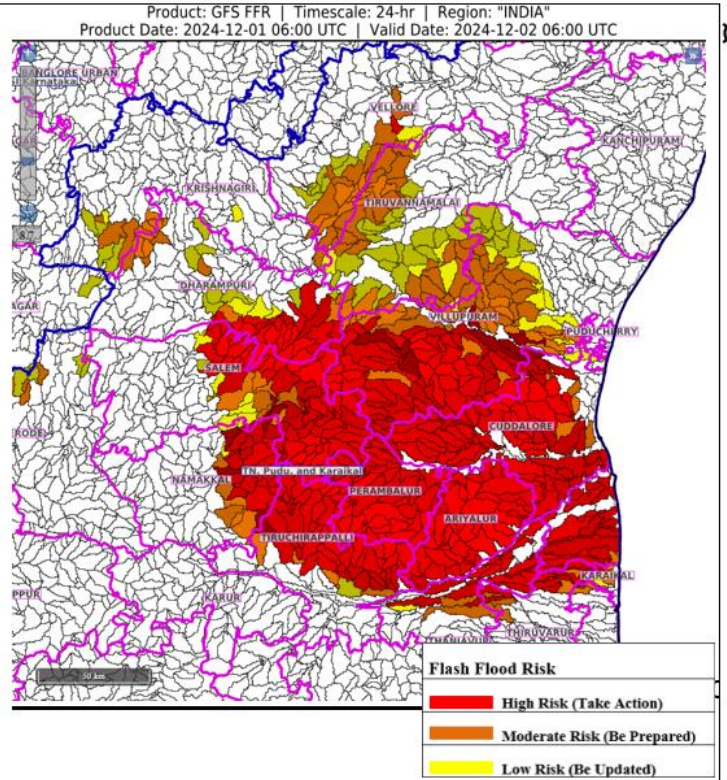 Product: GFS FFR | Timescale: 24-hr | Region: "INDIA"
Product Date: 2024-12-01 06:00 UTC | Valid Date: 2024-12-02 06:00 UTC
BANGLORE URBAN
Karnataka
VELLORE
KANCHIPURAM
KRISHNAGIRI
TIRUVANNAMALAI
8.7
DHARAMPURI
VILLUPURAM
PUDUCHERRY
SALEM
CUDDALORE
TN. Pudu. and Karaikal
NAMAKKAL
PERAMBALUR
ARIYALUR
TIRUCHIRAPPALLI
KARAIKAL
KARUR
THIRUVARUR
50 km
Flash Flood Risk
High Risk (Take Action)
Moderate Risk (Be Prepared)
Low Risk (Be Updated)